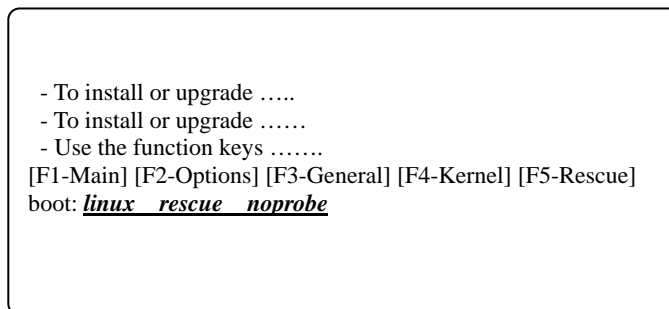 - To install or upgrade …..
- To install or upgrade ……
- Use the function keys …….
[F1-Main] [F2-Options] [F3-General] [F4-Kernel] [F5-Rescue]
boot: linux rescue noprobe